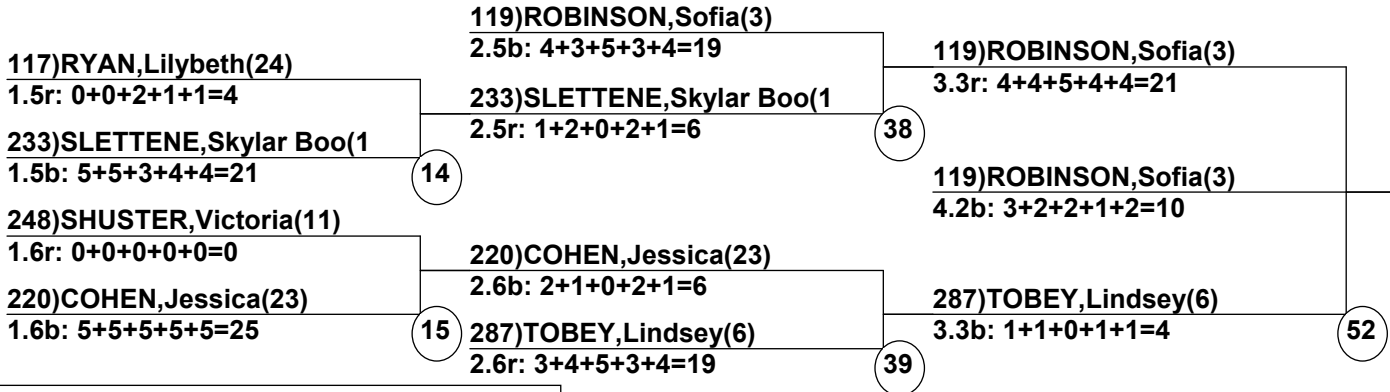 119)ROBINSON,Sofia(3)
2.5b: 4+3+5+3+4=19
117)RYAN,Lilybeth(24)
1.5r: 0+0+2+1+1=4
119)ROBINSON,Sofia(3)
3.3r: 4+4+5+4+4=21
233)SLETTENE,Skylar Boo(1
2.5r: 1+2+0+2+1=6
38
233)SLETTENE,Skylar Boo(1
1.5b: 5+5+3+4+4=21
14
119)ROBINSON,Sofia(3)
4.2b: 3+2+2+1+2=10
248)SHUSTER,Victoria(11)
1.6r: 0+0+0+0+0=0
220)COHEN,Jessica(23)
2.6b: 2+1+0+2+1=6
220)COHEN,Jessica(23)
1.6b: 5+5+5+5+5=25
15
287)TOBEY,Lindsey(6)
3.3b: 1+1+0+1+1=4
52
287)TOBEY,Lindsey(6)
2.6r: 3+4+5+3+4=19
39